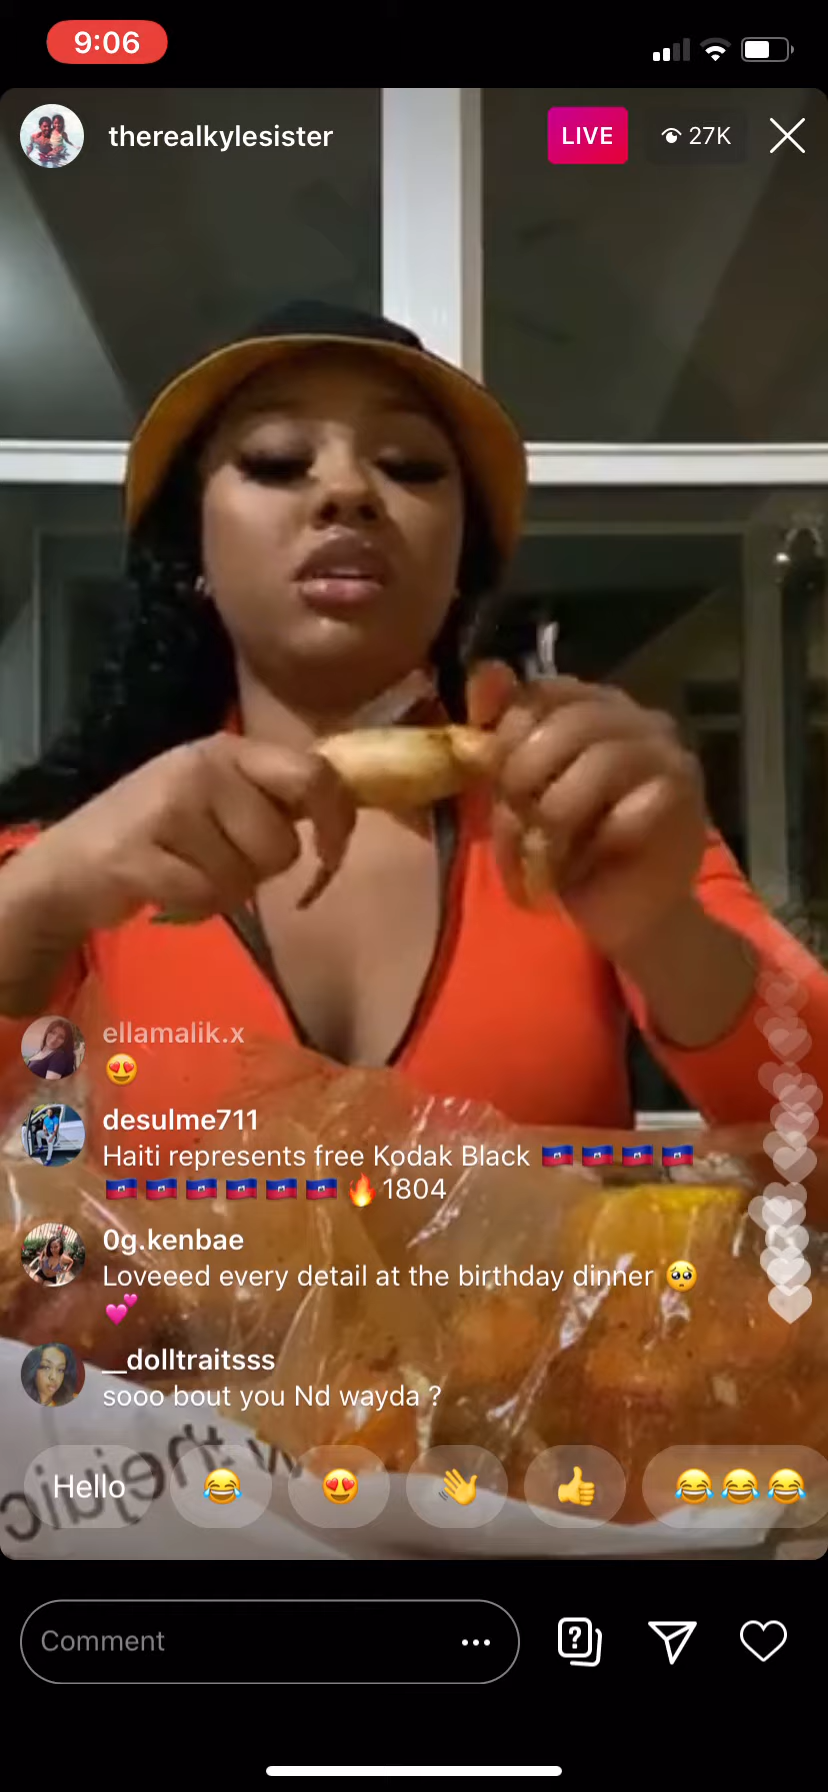 9:06
therealkylesister
LIVE
27K
ellamalik.x
😍
desulme711
Haiti represents free Kodak Black 🇭🇹🇭🇹🇭🇹🇭🇹
🇭🇹🇭🇹🇭🇹🇭🇹🇭🇹🇭🇹🔥1804
0g.kenbae
Loveeed every detail at the birthday dinner 🥺
💕
__dolltraitsss
sooo bout you Nd wayda ?
Hello 😂 😍 👋 👍 😂😂😂
Comment